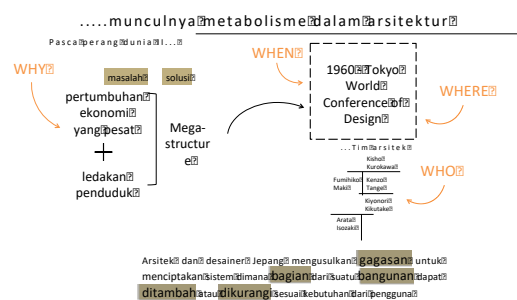 .....munculnya metabolisme dalam arsitektur
Pasca perang dunia II...
WHY
masalah
solusi
pertumbuhan
ekonomi
yang pesat
+
ledakan
penduduk
Mega-
structur
e
WHEN
1960 Tokyo
World
Conference of
Design
WHERE
...Tim arsitek
Kisho
Kurokawa
Fumihiko
Maki
Kenzo
Tange
Kiyonori
Kikutake
Arata
Isozaki
WHO
Arsitek dan desainer Jepang mengusulkan gagasan untuk
menciptakan sistem dimana bagian dari suatu bangunan dapat
ditambah atau dikurangi sesuai kebutuhan dari pengguna